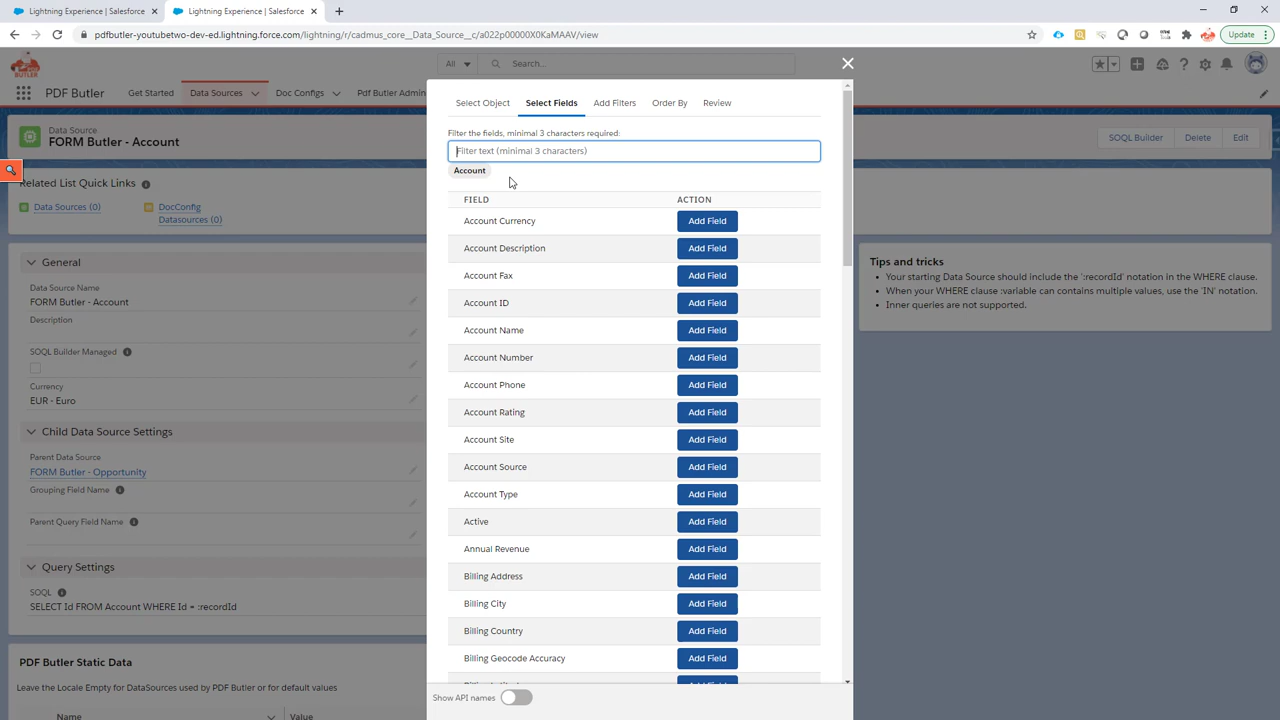 Lightning Experience | Salesforce
Lightning Experience | Salesforce
pdfbutler-youtubetwo-dev-ed.lightning.force.com/lightning/r/cadmus_core__Data_Source__c/a022p00000X0KaMAAV/view
Update
BUTLER
All
Search...
PDF Butler
Get Started
Data Sources
Doc Configs
Pdf Butler Admin
Data Source
FORM Butler - Account
SOQL Builder
Delete
Edit
Related List Quick Links
Data Sources (0)
DocConfig
Datasources (0)
General
Data Source Name
FORM Butler - Account
Description
SOQL Builder Managed
Currency
EUR - Euro
Child Data Source Settings
Parent Data Source
FORM Butler - Opportunity
Grouping Field Name
Parent Query Field Name
Query Settings
SOQL
SELECT Id FROM Account WHERE Id = :recordId
PDF Butler Static Data
Leave the Locale Empty for DataSources used by PDF Butler or for default values
Name
Value
Select Object
Select Fields
Add Filters
Order By
Review
Filter the fields, minimal 3 characters required:
Filter text (minimal 3 characters)
Account
FIELD ACTION
Account Currency Add Field
Account Description Add Field
Account Fax Add Field
Account ID Add Field
Account Name Add Field
Account Number Add Field
Account Phone Add Field
Account Rating Add Field
Account Site Add Field
Account Source Add Field
Account Type Add Field
Active Add Field
Annual Revenue Add Field
Billing Address Add Field
Billing City Add Field
Billing Country Add Field
Billing Geocode Accuracy Add Field
Show API names
Tips and tricks
Your starting Data Source should include the ':recordId' notation in the WHERE clause.
When your WHERE clause :variable can contains multiple values, use the 'IN' notation.
Inner queries are not supported.